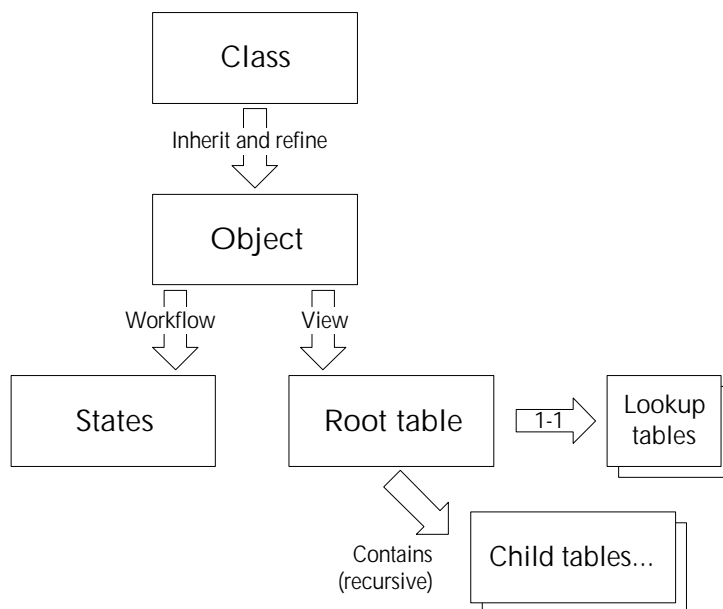 Class
Inherit and refine
Object
Workflow
View
States
Root table
1-1
Lookup
tables
Contains
(recursive)
Child tables...